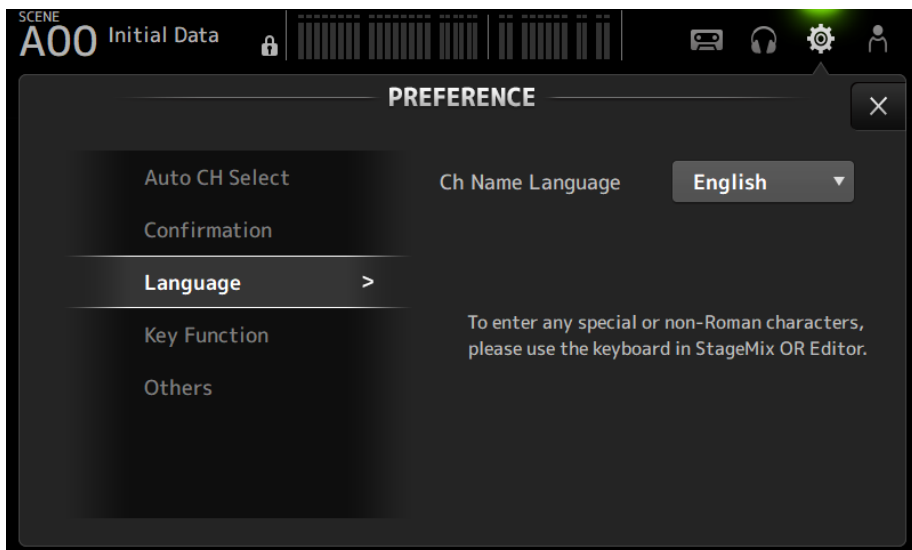 SCENE
A00 Initial Data
PREFERENCE
Auto CH Select
Confirmation
Language >
Key Function
Others
Ch Name Language English
To enter any special or non-Roman characters,
please use the keyboard in StageMix OR Editor.